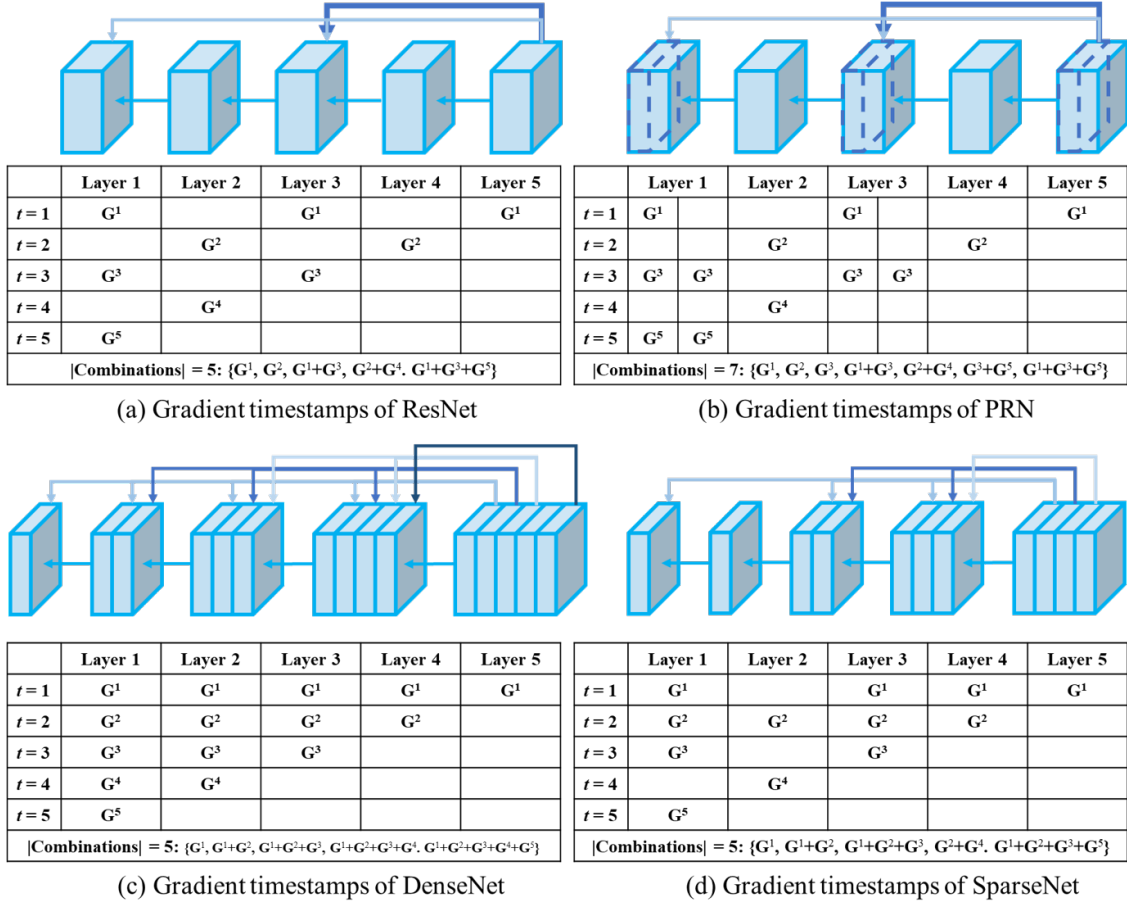 Layer 1 Layer 2 Layer 3 Layer 4 Layer 5
t = 1 G¹ G¹ G¹
t = 2 G² G²
t = 3 G³ G³
t = 4 G⁴
t = 5 G⁵
|Combinations| = 5: {G¹, G², G¹+G³, G²+G⁴. G¹+G³+G⁵}
(a) Gradient timestamps of ResNet
Layer 1 Layer 2 Layer 3 Layer 4 Layer 5
t = 1 G¹ G¹ G¹
t = 2 G² G²
t = 3 G³ G³ G³ G³
t = 4 G⁴
t = 5 G⁵ G⁵
|Combinations| = 7: {G¹, G², G³, G¹+G³, G²+G⁴, G³+G⁵, G¹+G³+G⁵}
(b) Gradient timestamps of PRN
Layer 1 Layer 2 Layer 3 Layer 4 Layer 5
t = 1 G¹ G¹ G¹ G¹ G¹
t = 2 G² G² G² G²
t = 3 G³ G³ G³
t = 4 G⁴ G⁴
t = 5 G⁵
|Combinations| = 5: {G¹, G¹+G², G¹+G²+G³, G¹+G²+G³+G⁴. G¹+G²+G³+G⁴+G⁵}
(c) Gradient timestamps of DenseNet
Layer 1 Layer 2 Layer 3 Layer 4 Layer 5
t = 1 G¹ G¹ G¹ G¹
t = 2 G² G² G² G²
t = 3 G³ G³
t = 4 G⁴
t = 5 G⁵
|Combinations| = 5: {G¹, G¹+G², G¹+G²+G³, G²+G⁴. G¹+G²+G³+G⁵}
(d) Gradient timestamps of SparseNet